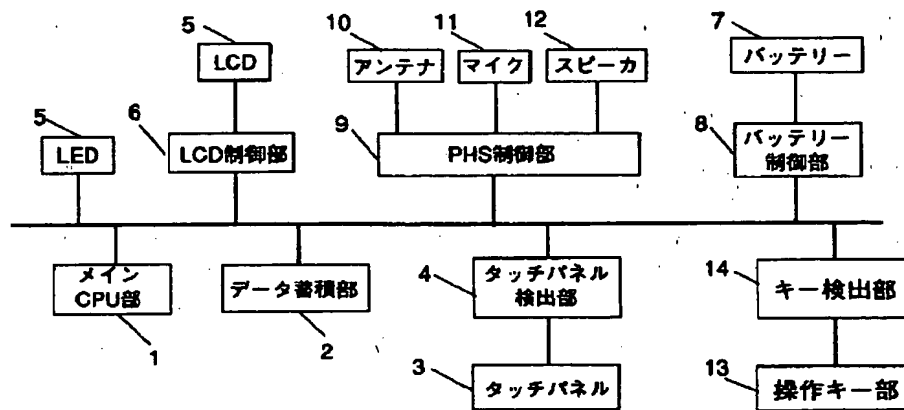 5
10
11
12
7
LCD
アンテナ
マイク
スピーカ
バッテリー
5
6
9
8
LED
LCD制御部
PHS制御部
バッテリー
制御部
メイン
CPU部
データ蓄積部
4
タッチパネル
検出部
14
キー検出部
1
2
3
タッチパネル
13
操作キー部